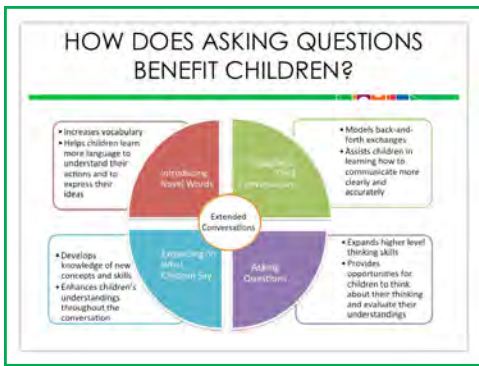 HOW DOES ASKING QUESTIONS
BENEFIT CHILDREN?
• Increases vocabulary
• Helps children learn
more language to
understand their
actions and to
express their
ideas
Introducing
Novel Words
• Models back-and-
forth exchanges
• Assists children in
learning how to
communicate more
clearly and
accurately
Conversations
Extended
Conversations
• Develops
knowledge of new
concepts and skills
• Enhances children's
understandings
throughout the
conversation
Expanding on
What
Children Say
Asking
Questions
• Expands higher level
thinking skills
• Provides
opportunities for
children to think
about their thinking
and evaluate their
understandings